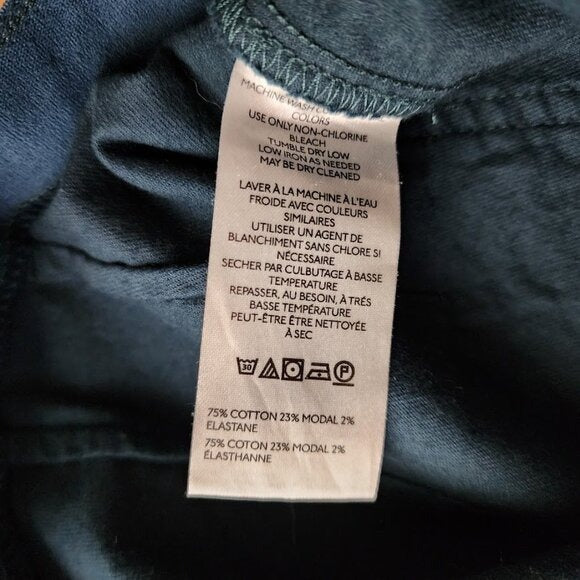 MACHINE WASH
COLORS
USE ONLY NON-CHLORINE
BLEACH
TUMBLE DRY LOW
LOW IRON AS NEEDED
MAY BE DRY CLEANED
LAVER À LA MACHINE À L'EAU
FROIDE AVEC COULEURS
SIMILAIRES
UTILISER UN AGENT DE
BLANCHIMENT SANS CHLORE SI
NÉCESSAIRE
SECHER PAR CULBUTAGE À BASSE
TEMPERATURE
REPASSER, AU BESOIN, À TRÉS
BASSE TEMPÉRATURE
PEUT-ÊTRE ÊTRE NETTOYÉE
À SEC
30 P
75% COTTON 23% MODAL 2%
ELASTANE
75% COTON 23% MODAL 2%
ÉLASTHANNE